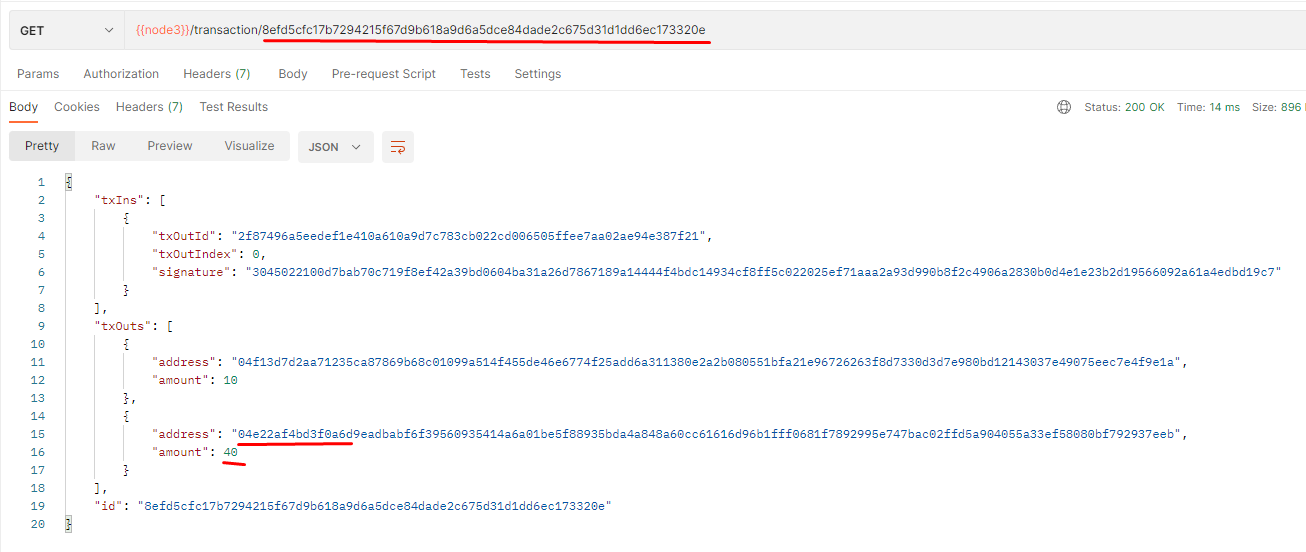 GET {{node3}}/transaction/8efd5cfc17b7294215f67d9b618a9d6a5dce84dade2c675d31d1dd6ec173320e
Params Authorization Headers (7) Body Pre-request Script Tests Settings
Body Cookies Headers (7) Test Results Status: 200 OK Time: 14 ms Size: 896
Pretty Raw Preview Visualize JSON
1 {
2 "txIns": [
3 {
4 "txOutId": "2f87496a5eedef1e410a610a9d7c783cb022cd006505ffee7aa02ae94e387f21",
5 "txOutIndex": 0,
6 "signature": "3045022100d7bab70c719f8ef42a39bd0604ba31a26d7867189a14444f4bdc14934cf8ff5c022025ef71aaa2a93d990b8f2c4906a2830b0d4e1e23b2d19566092a61a4edbd19c7"
7 }
8 ],
9 "txOuts": [
10 {
11 "address": "04f13d7d2aa71235ca87869b68c01099a514f455de46e6774f25add6a311380e2a2b080551bfa21e96726263f8d7330d3d7e980bd12143037e49075eec7e4f9e1a",
12 "amount": 10
13 },
14 {
15 "address": "04e22af4bd3f0a6d9eadbabf6f39560935414a6a01be5f88935bda4a848a60cc61616d96b1fff0681f7892995e747bac02ffd5a904055a33ef58080bf792937eeb",
16 "amount": 40
17 }
18 ],
19 "id": "8efd5cfc17b7294215f67d9b618a9d6a5dce84dade2c675d31d1dd6ec173320e"
20 }